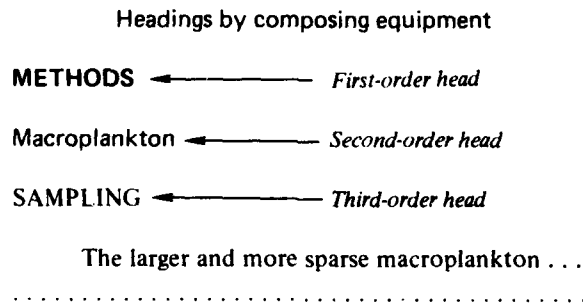 Headings by composing equipment
METHODS First-order head
Macroplankton Second-order head
SAMPLING Third-order head
The larger and more sparse macroplankton . . .
. . . . . . . . . . . . . . . . . . . . . . . . . . . . . . . . . . . . . . . . . .